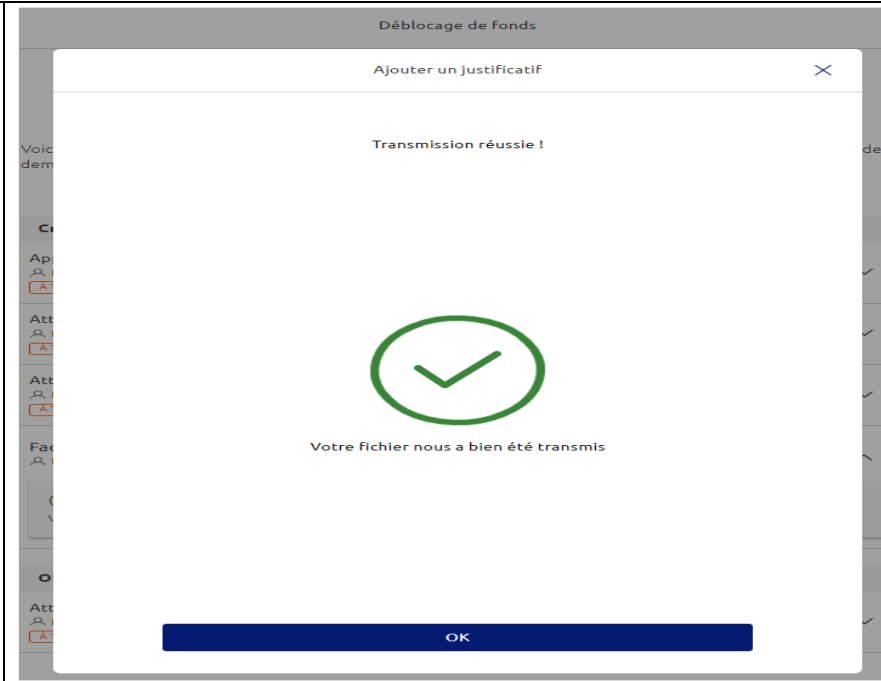 Déblocage de fonds
Ajouter un justificatif
Transmission réussie !
Votre fichier nous a bien été transmis
OK